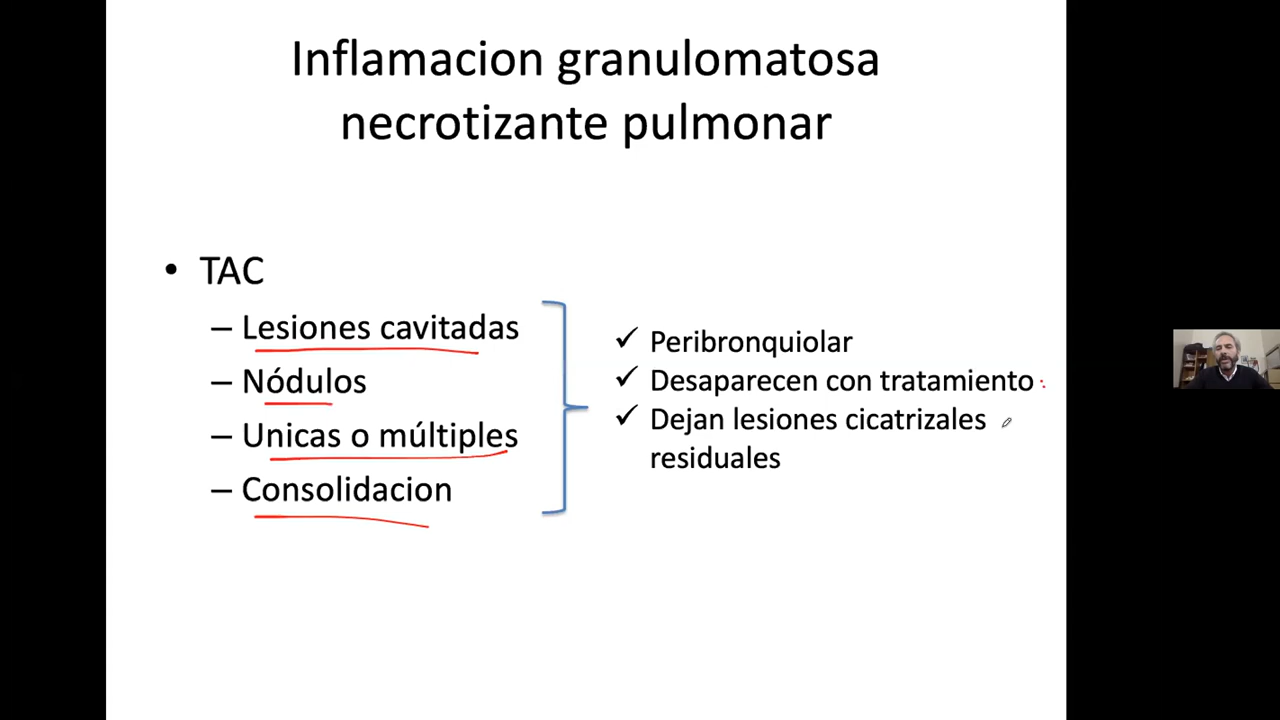 Inflamacion granulomatosa
necrotizante pulmonar
• TAC
– Lesiones cavitadas
– Nódulos
– Unicas o múltiples
– Consolidacion
✓ Peribronquiolar
✓ Desaparecen con tratamiento
✓ Dejan lesiones cicatrizales
residuales